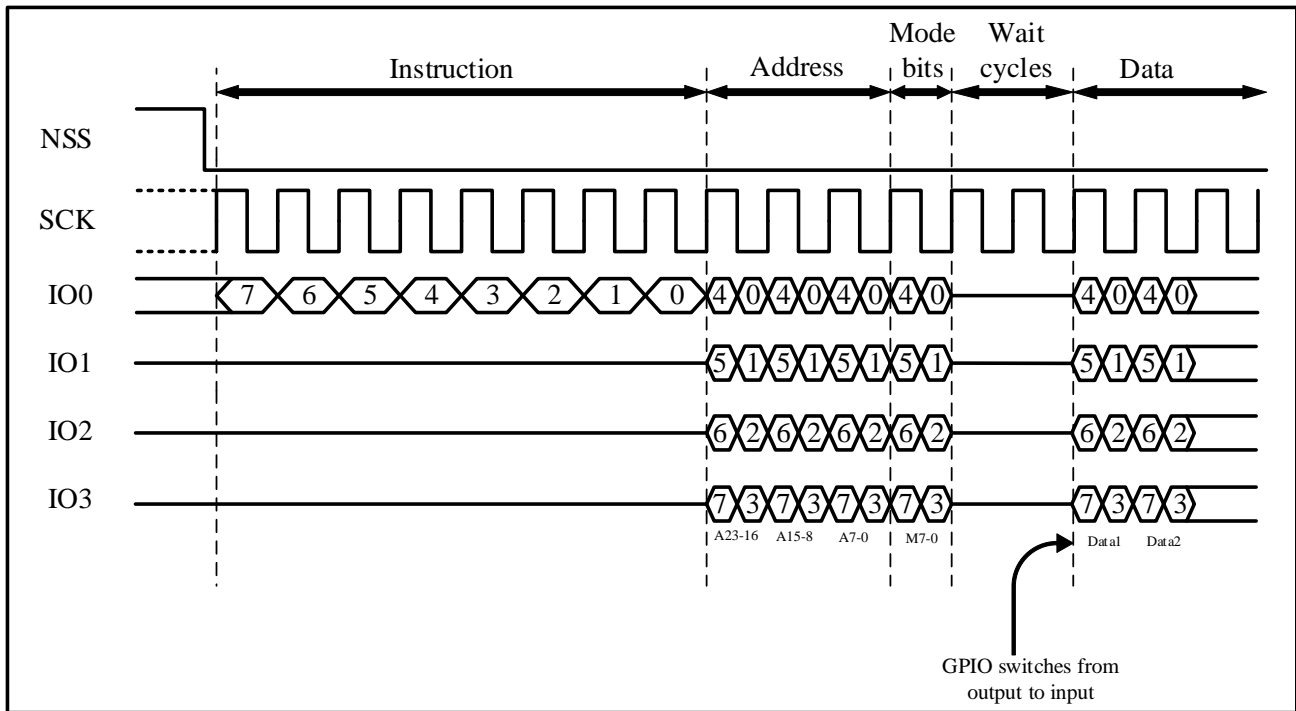 Mode Wait
Instruction Address bits cycles Data
NSS
SCK
IO0 7 6 5 4 3 2 1 0 4 0 4 0 4 0 4 0 4 0 4 0
IO1 5 1 5 1 5 1 5 1 5 1 5 1
IO2 6 2 6 2 6 2 6 2 6 2 6 2
IO3 7 3 7 3 7 3 7 3 7 3 7 3
A23-16 A15-8 A7-0 M7-0 Data1 Data2
GPIO switches from
output to input